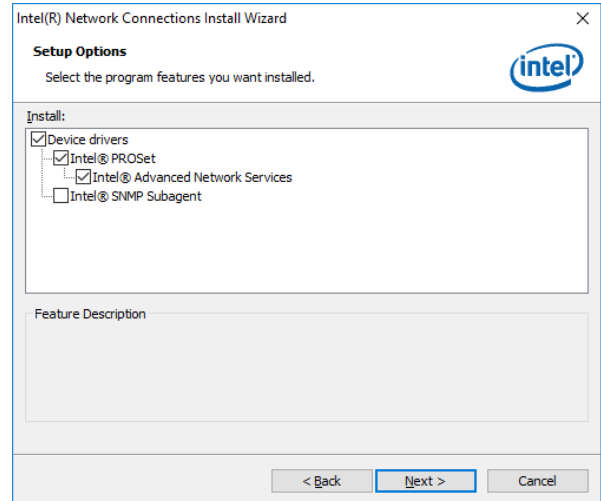 Intel(R) Network Connections Install Wizard
Setup Options
Select the program features you want installed.
intel
Install:
Device drivers
Intel® PROSet
Intel® Advanced Network Services
Intel® SNMP Subagent
Feature Description
< Back Next > Cancel